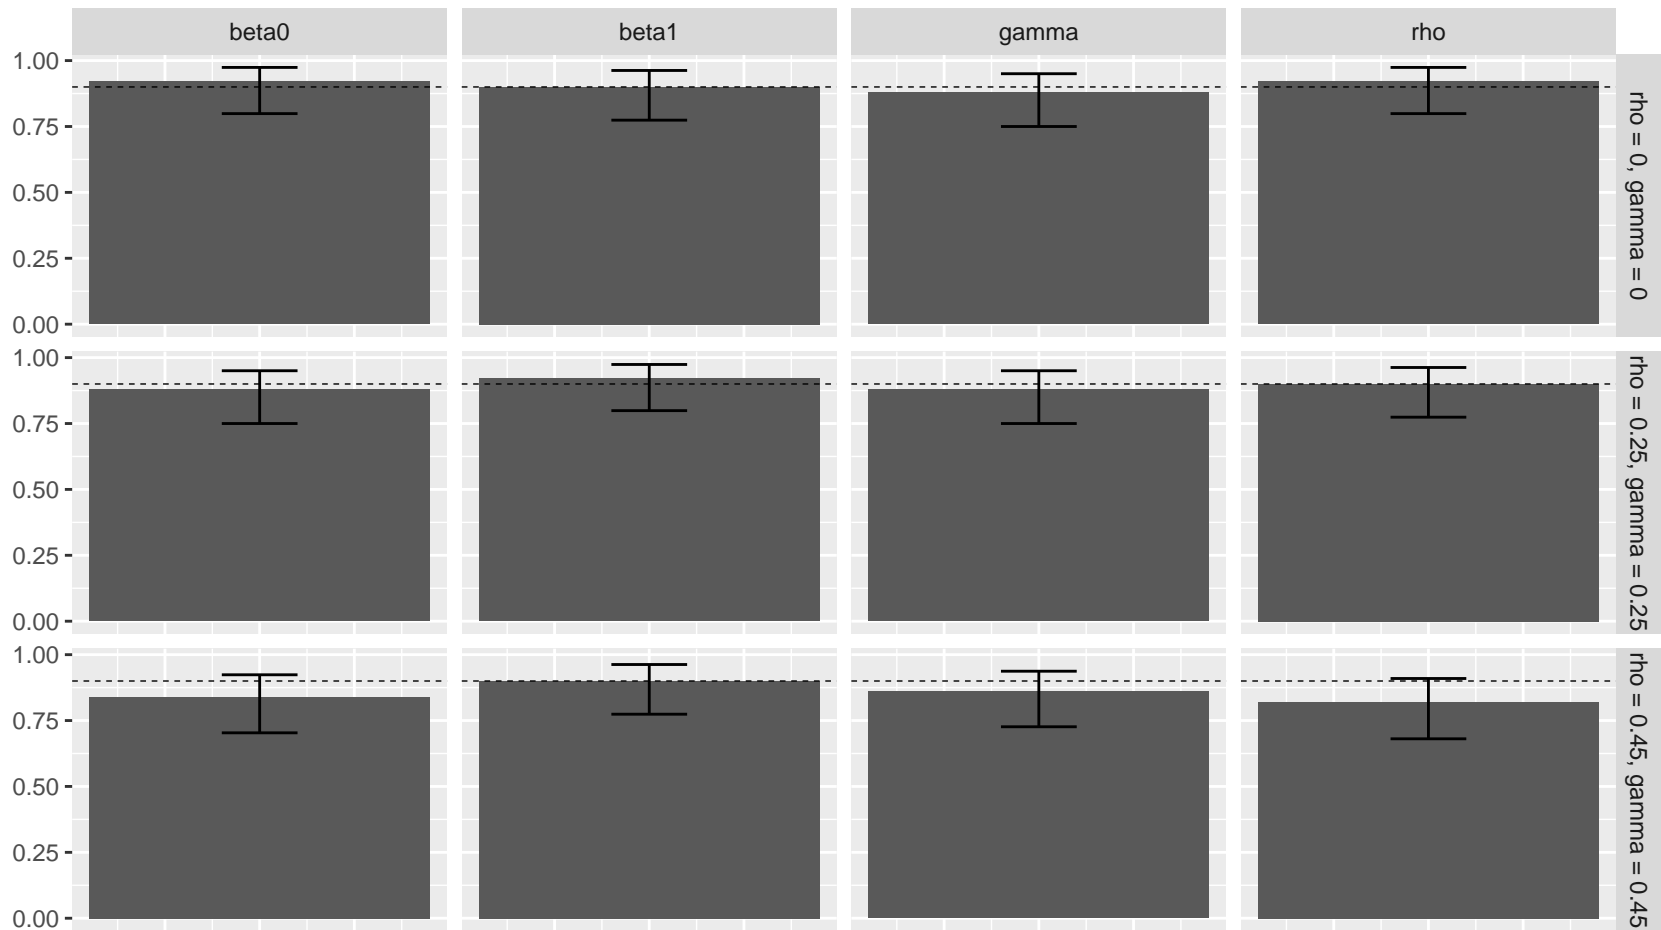 beta0
beta1
gamma
rho
1.00
0.75
0.50
0.25
0.00
rho = 0, gamma = 0
1.00
0.75
0.50
0.25
0.00
rho = 0.25, gamma = 0.25
1.00
0.75
0.50
0.25
0.00
rho = 0.45, gamma = 0.45